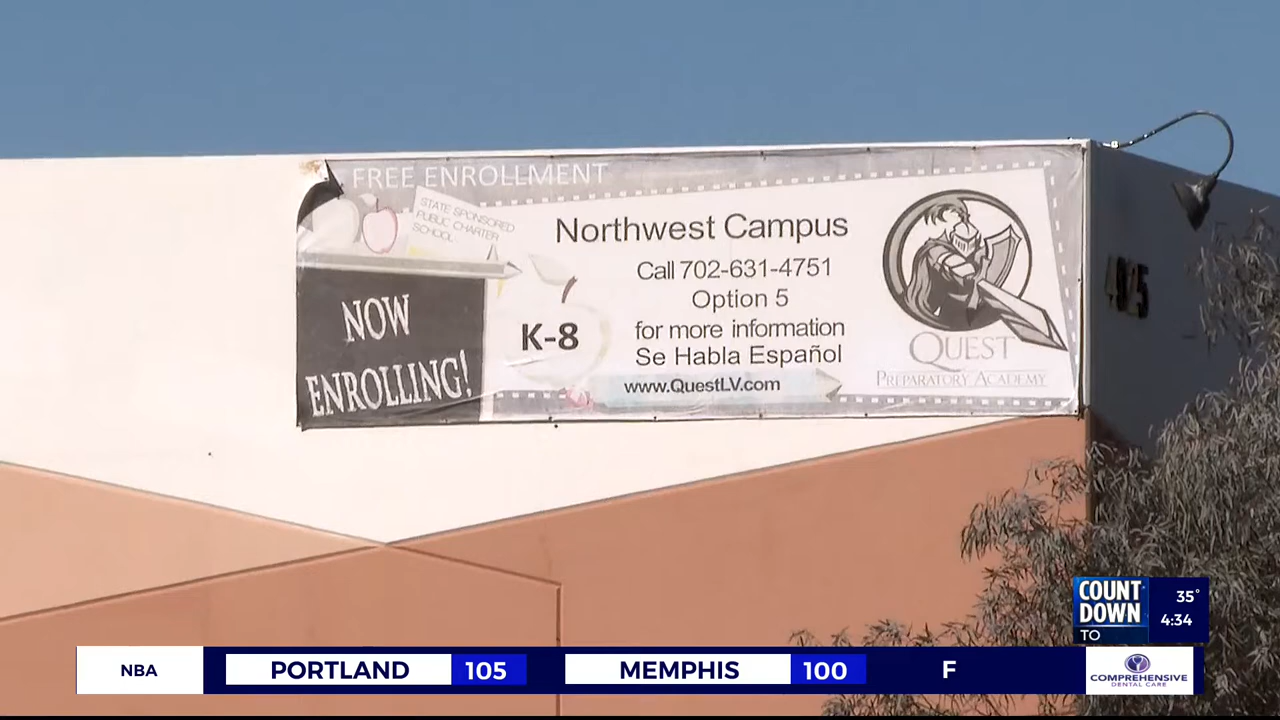 FREE ENROLLMENT
STATE SPONSORED
PUBLIC CHARTER
SCHOOL
NOW
ENROLLING!
K-8
Northwest Campus
Call 702-631-4751
Option 5
for more information
Se Habla Español
www.QuestLV.com
QUEST
PREPARATORY ACADEMY
4925
COUNT
DOWN
TO
35°
4:34
NBA
PORTLAND 105 MEMPHIS 100 F
COMPREHENSIVE
DENTAL CARE